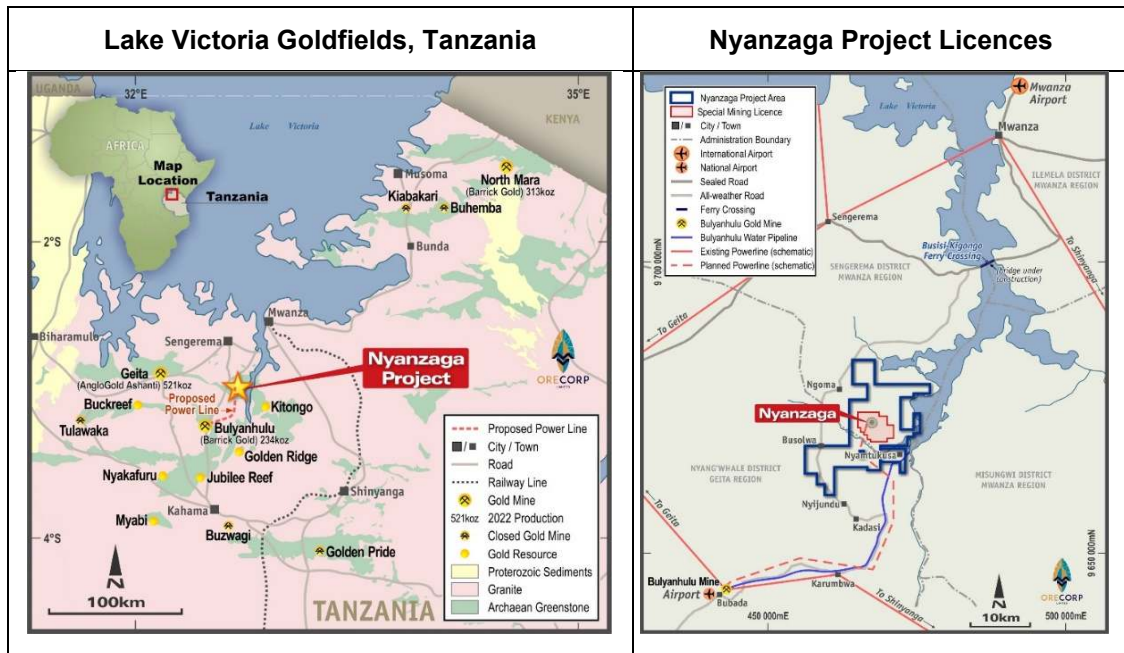 Lake Victoria Goldfields, Tanzania
Nyanzaga Project Licences
UGANDA
32°E
35°E
Lake Victoria
KENYA
AFRICA
Map
Location
Tanzania
Musoma
North Mara
(Barrick Gold) 313koz
Kiabakari
Buhemba
2°S
Bunda
Mwanza
Biharamulo
Sengerema
Nyanzaga
Project
ORECORP
LIMITED
Geita
(AngloGold Ashanti) 521koz
Proposed
Power Line
Buckreef
Kitongo
Tulawaka
Bulyanhulu
(Barrick Gold) 234koz
Golden Ridge
Nyakafuru
Jubilee Reef
Shinyanga
Kahama
Myabi
Buzwagi
4°S
Golden Pride
N
100km
TANZANIA
Proposed Power Line
/ City / Town
Road
Railway Line
Gold Mine
521koz 2022 Production
Closed Gold Mine
Gold Resource
Proterozoic Sediments
Granite
Archaean Greenstone
Nyanzaga Project Area
Special Mining Licence
/ City / Town
Administration Boundary
International Airport
National Airport
Sealed Road
All-weather Road
Ferry Crossing
Bulyanhulu Gold Mine
Bulyanhulu Water Pipeline
Existing Powerline (schematic)
Planned Powerline (schematic)
Lake Victoria
Mwanza
Airport
Mwanza
ILEMELA DISTRICT
MWANZA REGION
Sengerema
To Shinyanga
Busisi-Kigongo
Ferry Crossing
(Bridge under
construction)
9 700 000mN
SENGEREMA DISTRICT
MWANZA REGION
To Geita
Ngoma
Nyanzaga
Busolwa
Nyamtukusa
NYANG'WHALE DISTRICT
GEITA REGION
MISUNGWI DISTRICT
MWANZA REGION
Nyijundu
Kadasi
To Geita
9 650 000mN
Bulyanhulu Mine
Airport
Bubada
Karumbwa
To Shinyanga
ORECORP
LIMITED
N
10km
450 000mE
500 000mE